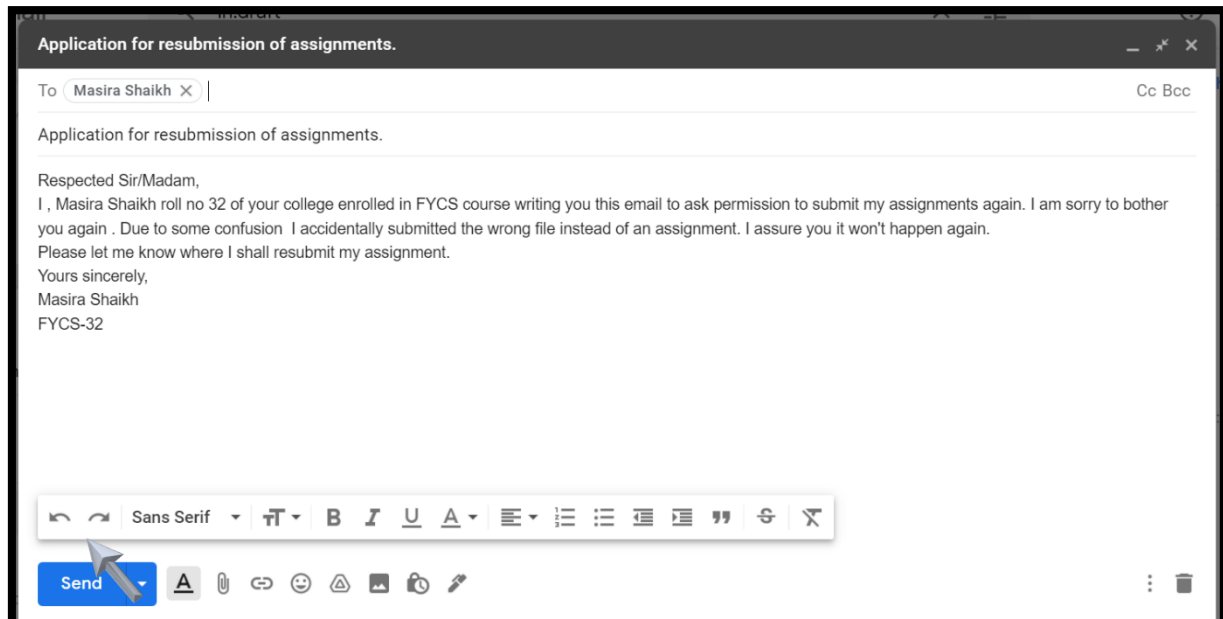 in:draft
Application for resubmission of assignments.
To Masira Shaikh
Cc Bcc
Application for resubmission of assignments.
Respected Sir/Madam,
I , Masira Shaikh roll no 32 of your college enrolled in FYCS course writing you this email to ask permission to submit my assignments again. I am sorry to bother
you again . Due to some confusion  I accidentally submitted the wrong file instead of an assignment. I assure you it won't happen again.
Please let me know where I shall resubmit my assignment.
Yours sincerely,
Masira Shaikh
FYCS-32
Sans Serif
B I U A
Send A